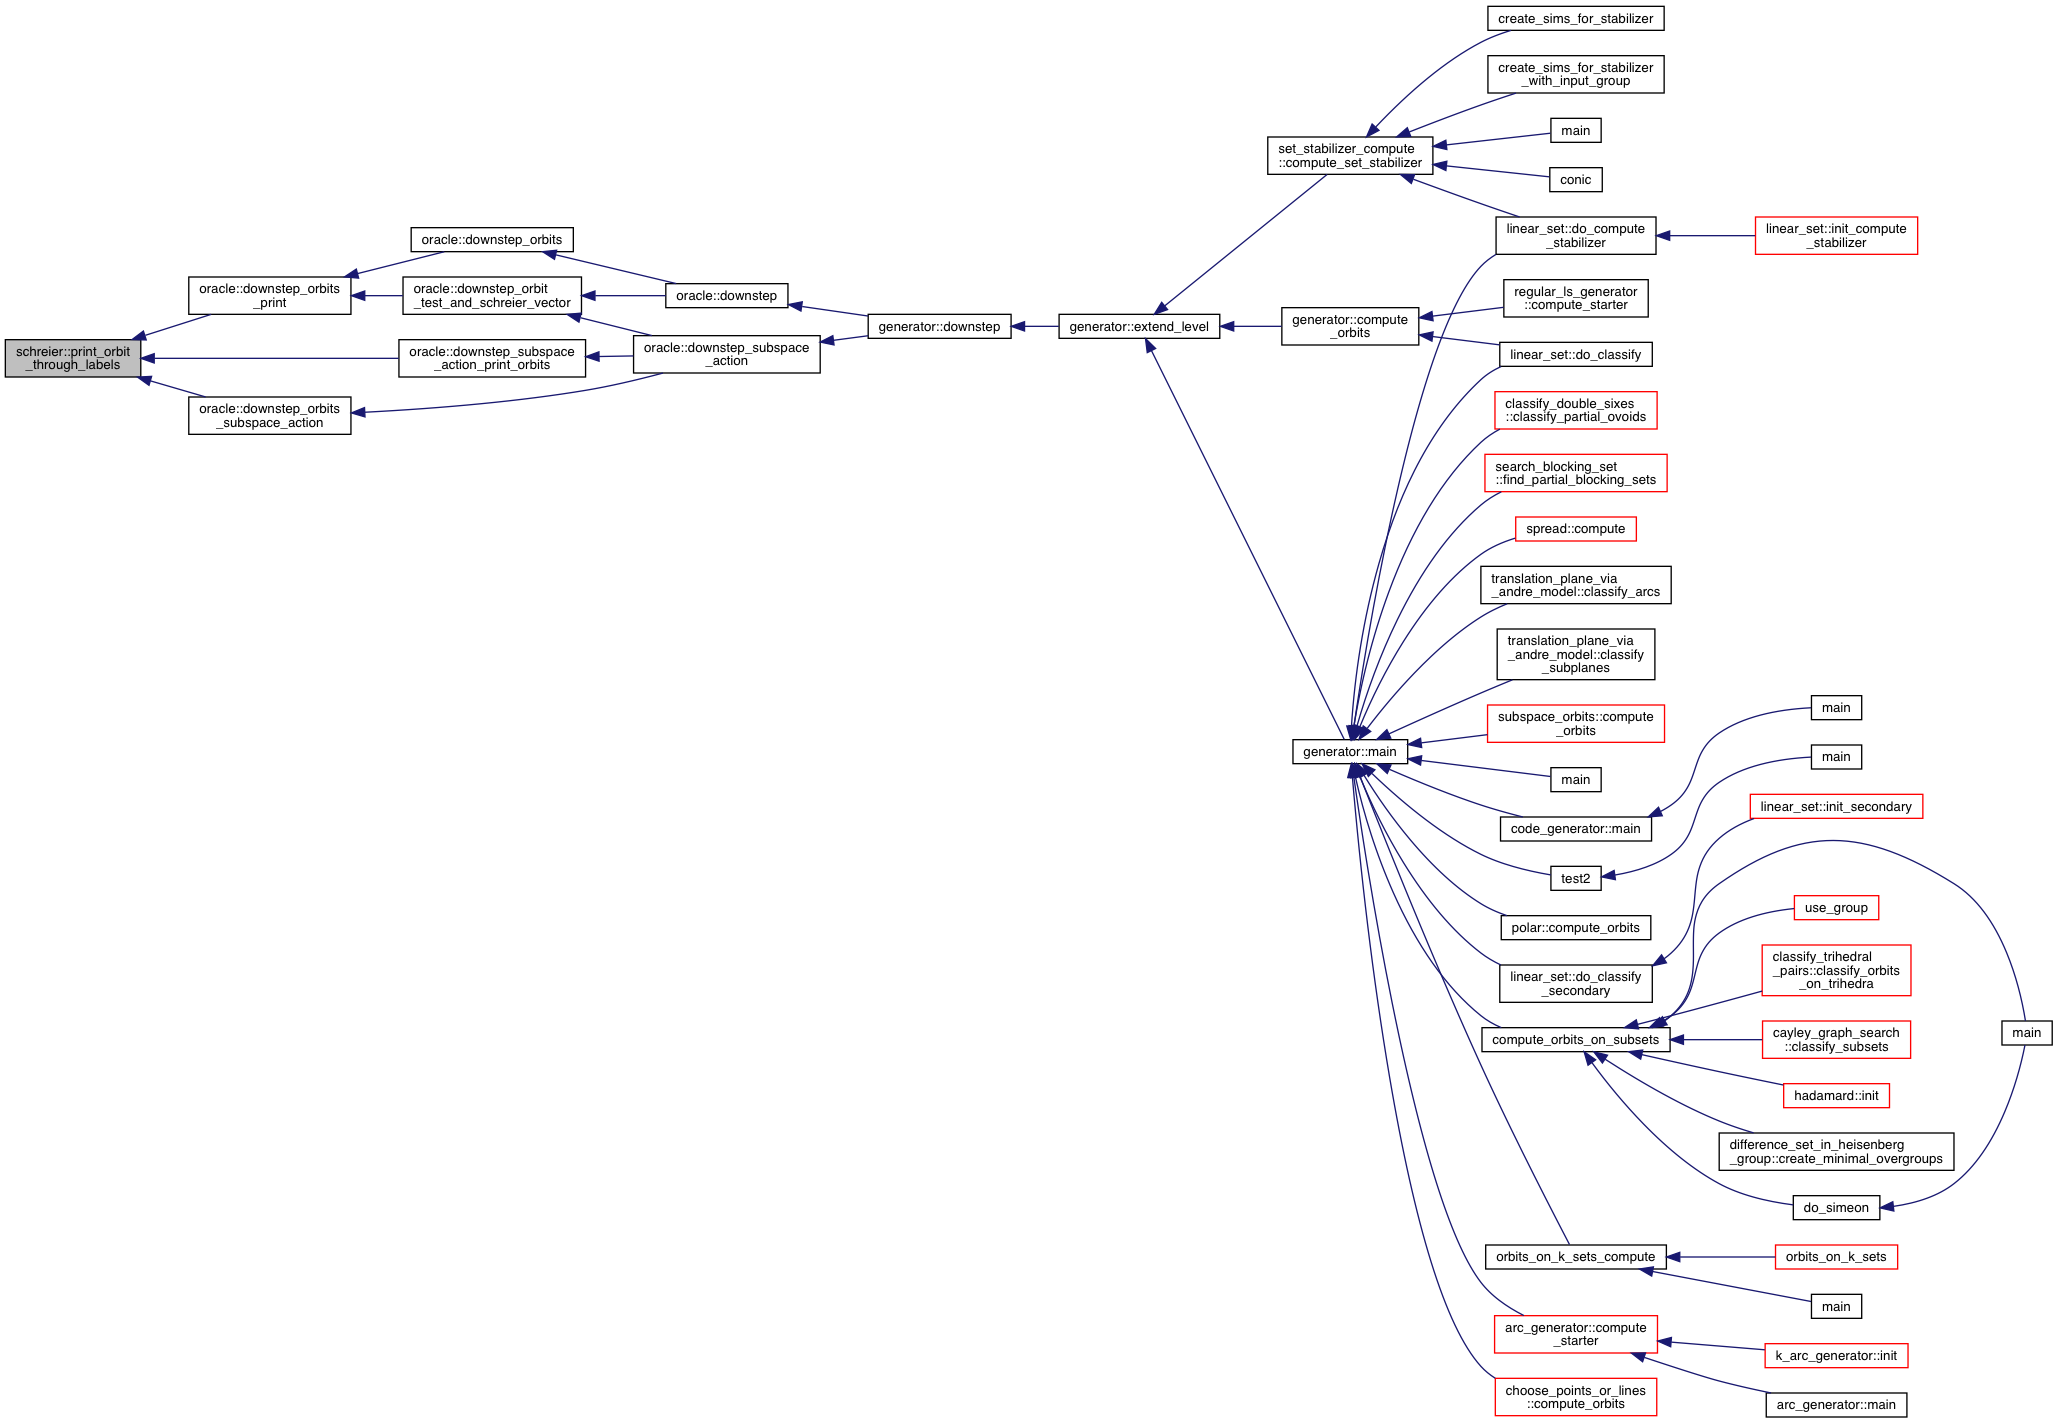 create_sims_for_stabilizer
create_sims_for_stabilizer
_with_input_group
main
set_stabilizer_compute
::compute_set_stabilizer
conic
linear_set::do_compute
_stabilizer
linear_set::init_compute
_stabilizer
oracle::downstep_orbits
oracle::downstep_orbits
_print
oracle::downstep_orbit
_test_and_schreier_vector
oracle::downstep
regular_ls_generator
::compute_starter
generator::downstep
generator::extend_level
generator::compute
_orbits
schreier::print_orbit
_through_labels
oracle::downstep_subspace
_action_print_orbits
oracle::downstep_subspace
_action
linear_set::do_classify
oracle::downstep_orbits
_subspace_action
classify_double_sixes
::classify_partial_ovoids
search_blocking_set
::find_partial_blocking_sets
spread::compute
translation_plane_via
_andre_model::classify_arcs
translation_plane_via
_andre_model::classify
_subplanes
main
subspace_orbits::compute
_orbits
generator::main
main
main
linear_set::init_secondary
code_generator::main
test2
use_group
polar::compute_orbits
classify_trihedral
_pairs::classify_orbits
_on_trihedra
linear_set::do_classify
_secondary
main
compute_orbits_on_subsets
cayley_graph_search
::classify_subsets
hadamard::init
difference_set_in_heisenberg
_group::create_minimal_overgroups
do_simeon
orbits_on_k_sets_compute
orbits_on_k_sets
main
arc_generator::compute
_starter
k_arc_generator::init
choose_points_or_lines
::compute_orbits
arc_generator::main